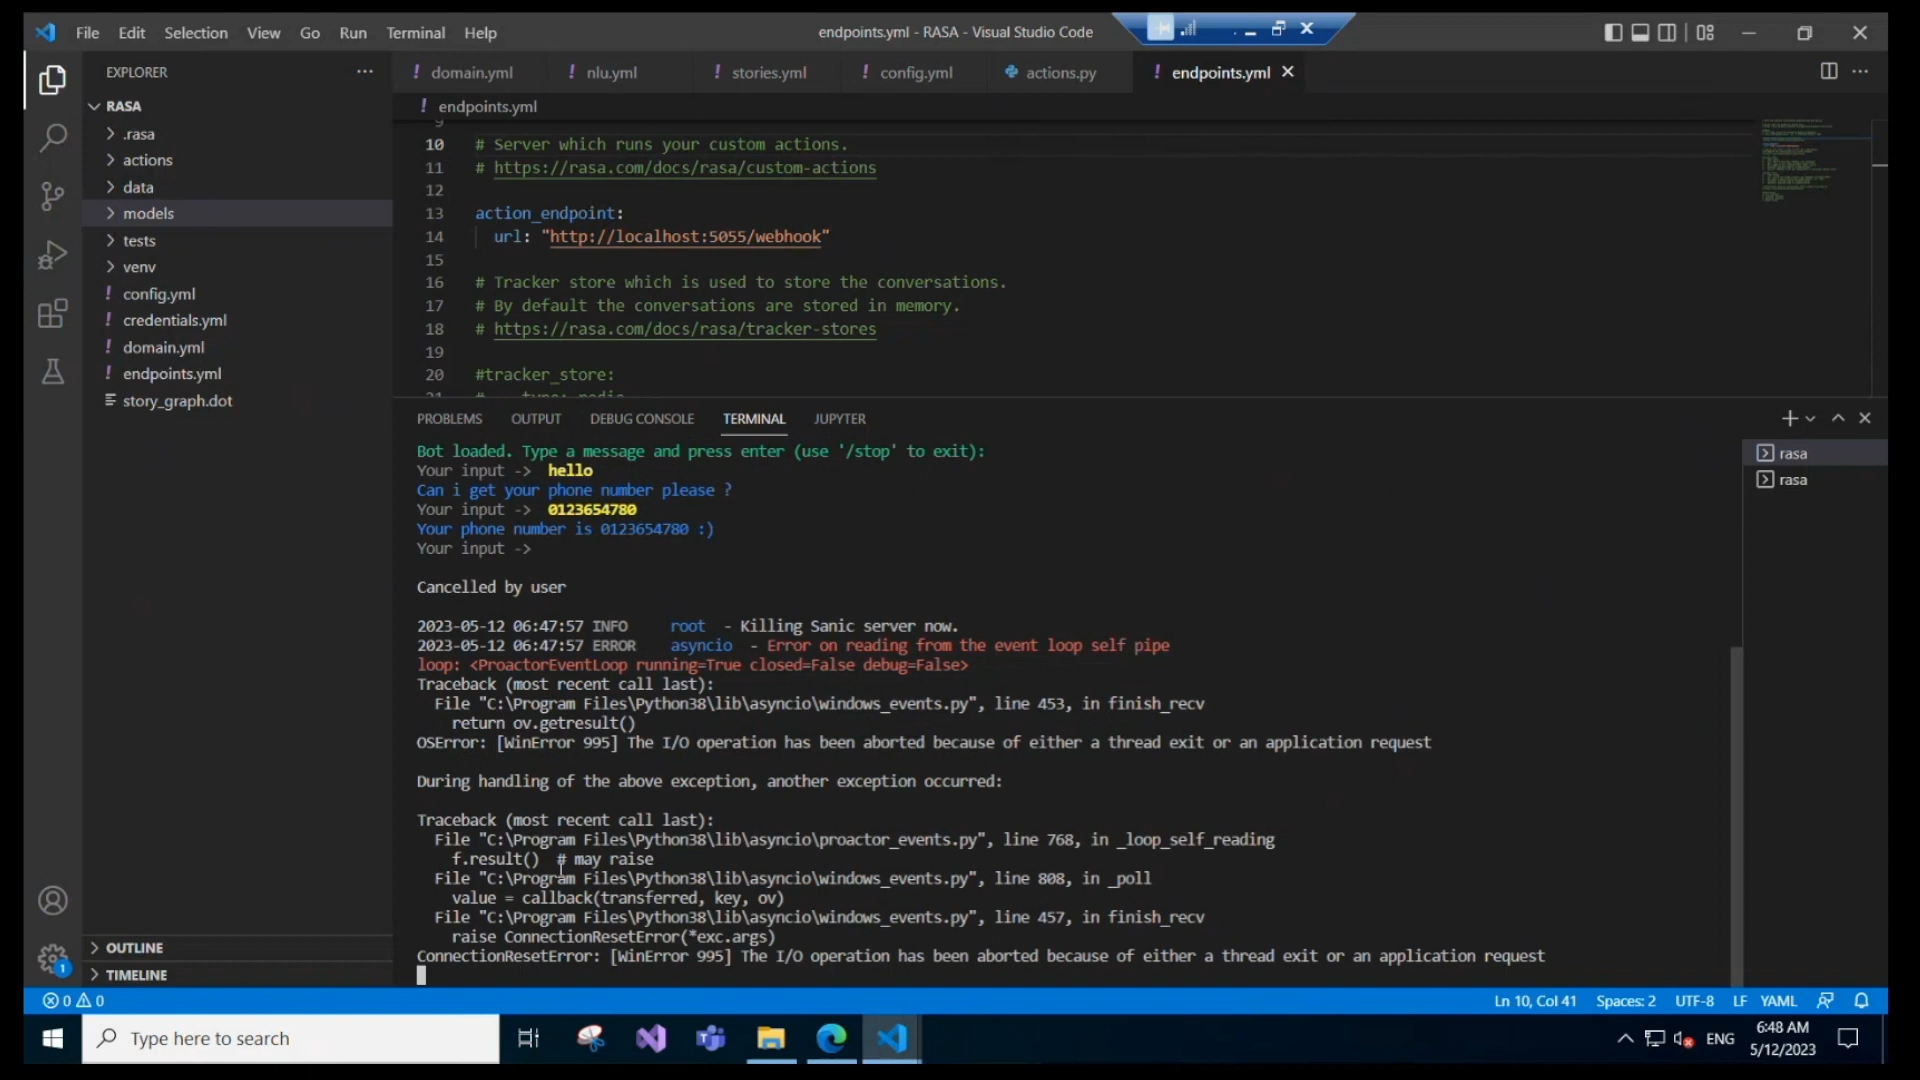 File Edit Selection View Go Run Terminal Help
endpoints.yml - RASA - Visual Studio Code
EXPLORER
domain.yml
nlu.yml
stories.yml
config.yml
actions.py
endpoints.yml
RASA
endpoints.yml
.rasa
actions
data
models
tests
venv
config.yml
credentials.yml
domain.yml
endpoints.yml
story_graph.dot
9
10 # Server which runs your custom actions.
11 # https://rasa.com/docs/rasa/custom-actions
12
13 action_endpoint:
14 url: "http://localhost:5055/webhook"
15
16 # Tracker store which is used to store the conversations.
17 # By default the conversations are stored in memory.
18 # https://rasa.com/docs/rasa/tracker-stores
19
20 #tracker_store:
PROBLEMS OUTPUT DEBUG CONSOLE TERMINAL JUPYTER
Bot loaded. Type a message and press enter (use '/stop' to exit):
Your input -> hello
Can i get your phone number please ?
Your input -> 0123654780
Your phone number is 0123654780 :)
Your input ->
Cancelled by user
2023-05-12 06:47:57 INFO root - Killing Sanic server now.
2023-05-12 06:47:57 ERROR asyncio - Error on reading from the event loop self pipe
loop: <ProactorEventLoop running=True closed=False debug=False>
Traceback (most recent call last):
File "C:\Program Files\Python38\lib\asyncio\windows_events.py", line 453, in finish_recv
return ov.getresult()
OSError: [WinError 995] The I/O operation has been aborted because of either a thread exit or an application request
During handling of the above exception, another exception occurred:
Traceback (most recent call last):
File "C:\Program Files\Python38\lib\asyncio\proactor_events.py", line 768, in _loop_self_reading
f.result() # may raise
File "C:\Program Files\Python38\lib\asyncio\windows_events.py", line 808, in _poll
value = callback(transferred, key, ov)
File "C:\Program Files\Python38\lib\asyncio\windows_events.py", line 457, in finish_recv
raise ConnectionResetError(*exc.args)
ConnectionResetError: [WinError 995] The I/O operation has been aborted because of either a thread exit or an application request
rasa
rasa
OUTLINE
TIMELINE
1
0 0
Ln 10, Col 41 Spaces: 2 UTF-8 LF YAML
Type here to search
ENG
6:48 AM
5/12/2023